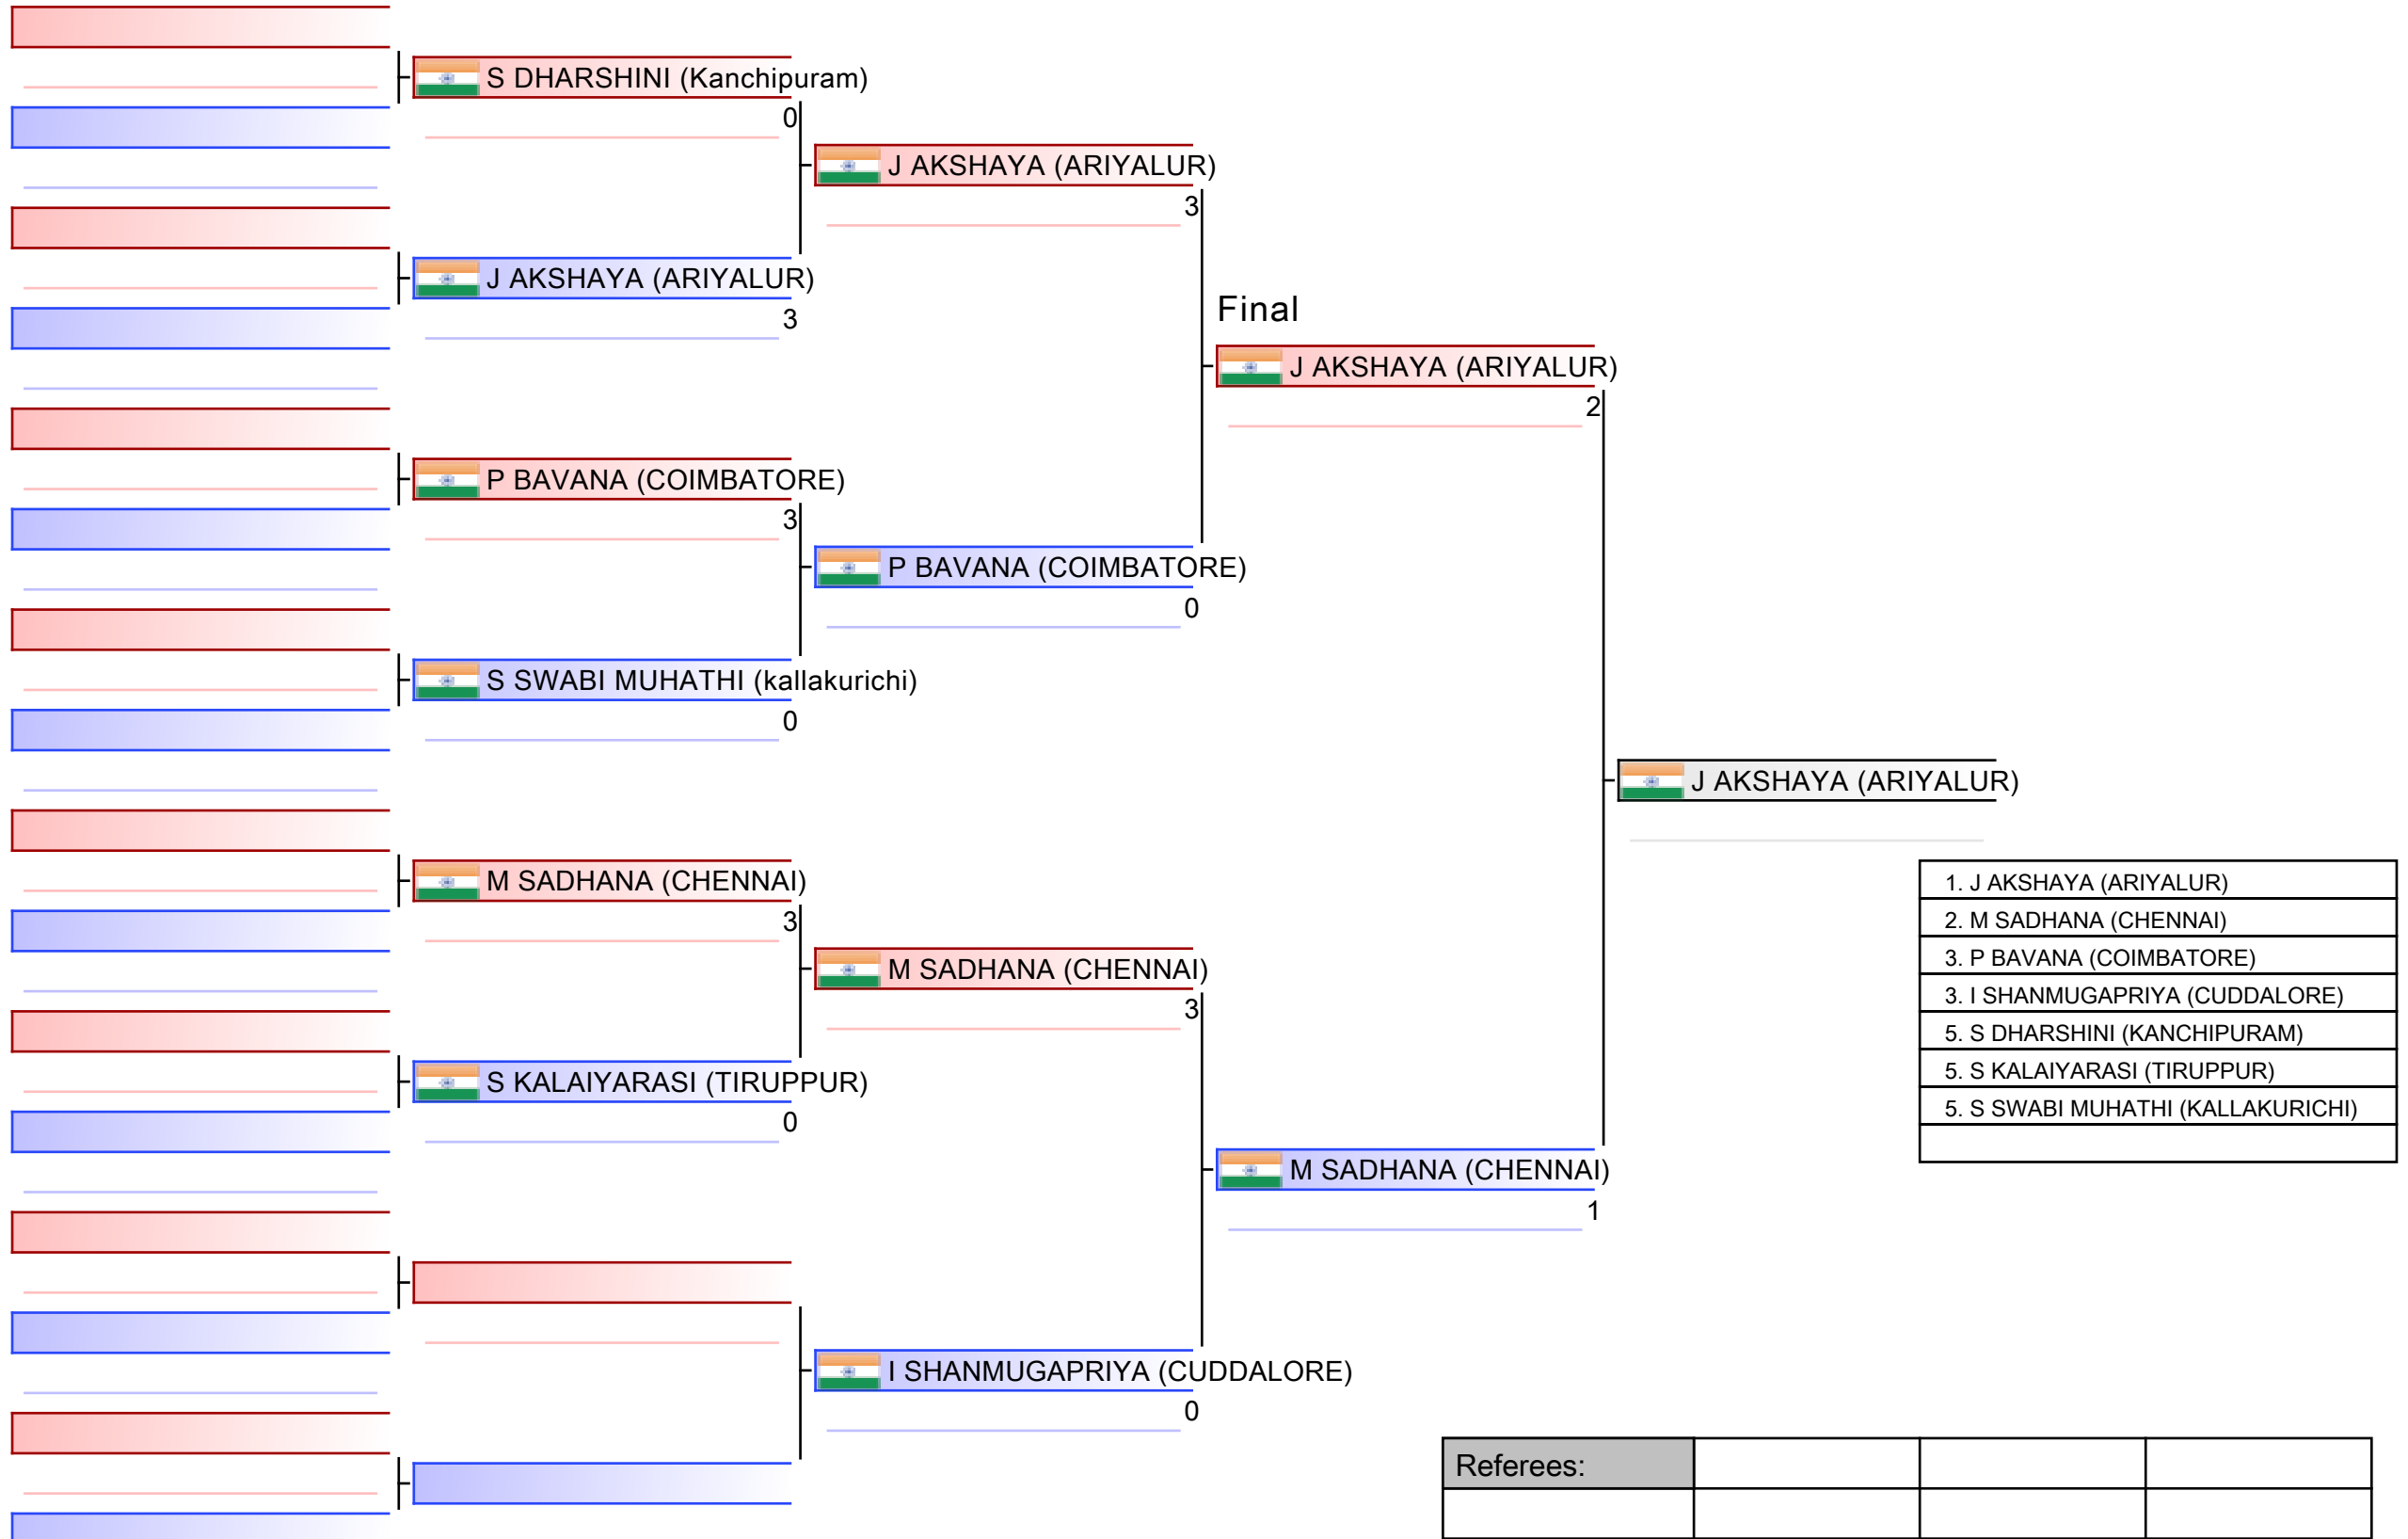 S DHARSHINI (Kanchipuram)
0
J AKSHAYA (ARIYALUR)
3
J AKSHAYA (ARIYALUR)
3
Final
J AKSHAYA (ARIYALUR)
2
P BAVANA (COIMBATORE)
3
P BAVANA (COIMBATORE)
0
S SWABI MUHATHI (kallakurichi)
0
J AKSHAYA (ARIYALUR)
M SADHANA (CHENNAI)
3
M SADHANA (CHENNAI)
3
S KALAIYARASI (TIRUPPUR)
0
M SADHANA (CHENNAI)
1
I SHANMUGAPRIYA (CUDDALORE)
0
1. J AKSHAYA (ARIYALUR)
2. M SADHANA (CHENNAI)
3. P BAVANA (COIMBATORE)
3. I SHANMUGAPRIYA (CUDDALORE)
5. S DHARSHINI (KANCHIPURAM)
5. S KALAIYARASI (TIRUPPUR)
5. S SWABI MUHATHI (KALLAKURICHI)
Referees: